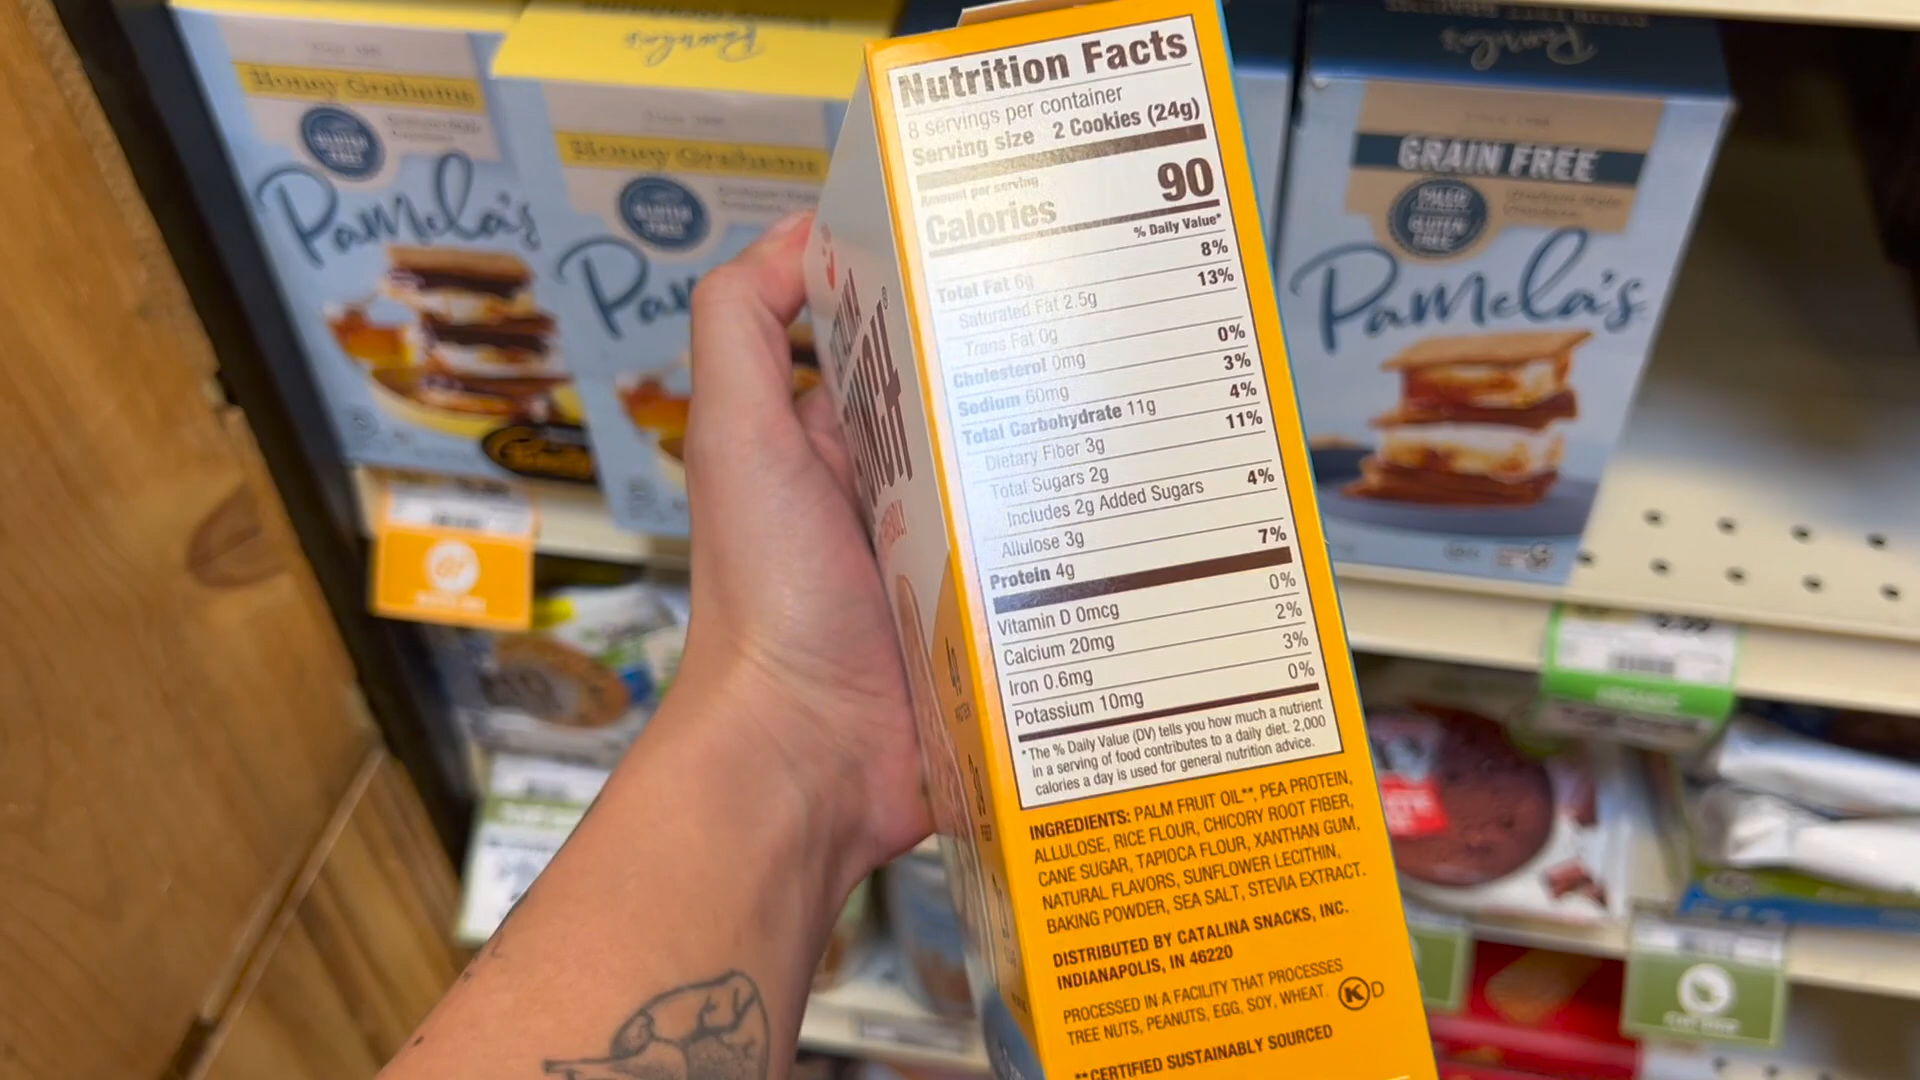 Nutrition Facts
8 servings per container
Serving size 2 Cookies (24g)
Amount per serving
Calories 90
% Daily Value*
Total Fat 6g 8%
Saturated Fat 2.5g 13%
Trans Fat 0g
Cholesterol 0mg 0%
Sodium 60mg 3%
Total Carbohydrate 11g 4%
Dietary Fiber 3g 11%
Total Sugars 2g
Includes 2g Added Sugars 4%
Allulose 3g
Protein 4g 7%
Vitamin D 0mcg 0%
Calcium 20mg 2%
Iron 0.6mg 3%
Potassium 10mg 0%
*The % Daily Value (DV) tells you how much a nutrient
in a serving of food contributes to a daily diet. 2,000
calories a day is used for general nutrition advice.
INGREDIENTS: PALM FRUIT OIL**, PEA PROTEIN,
ALLULOSE, RICE FLOUR, CHICORY ROOT FIBER,
CANE SUGAR, TAPIOCA FLOUR, XANTHAN GUM,
NATURAL FLAVORS, SUNFLOWER LECITHIN,
BAKING POWDER, SEA SALT, STEVIA EXTRACT.
DISTRIBUTED BY CATALINA SNACKS, INC.
INDIANAPOLIS, IN 46220
PROCESSED IN A FACILITY THAT PROCESSES
TREE NUTS, PEANUTS, EGG, SOY, WHEAT. K D
**CERTIFIED SUSTAINABLY SOURCED
Honey Grahams
Pamela's
Pamela's
Honey Grahams
GRAIN FREE
Pamela's